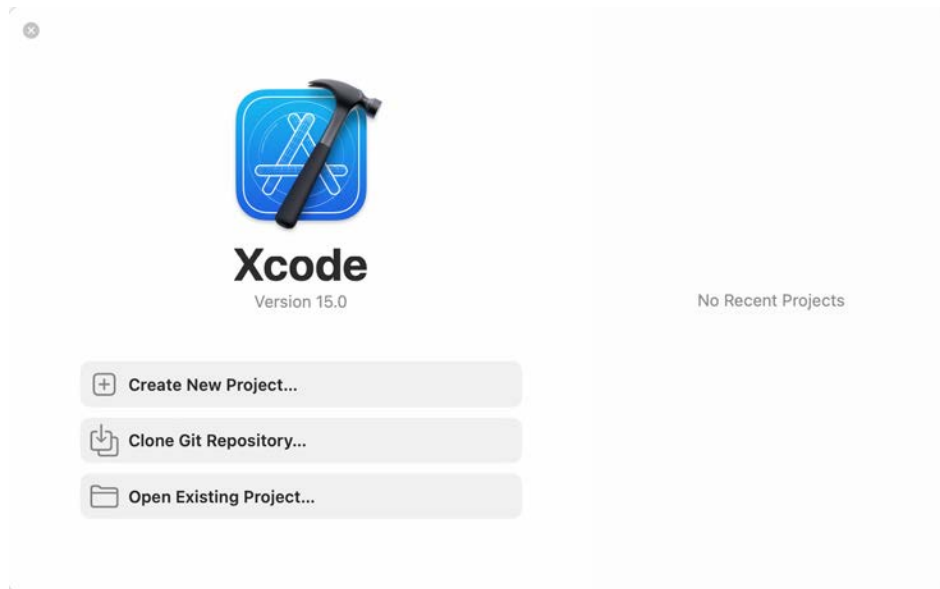 Xcode
Version 15.0
No Recent Projects
Create New Project...
Clone Git Repository...
Open Existing Project...